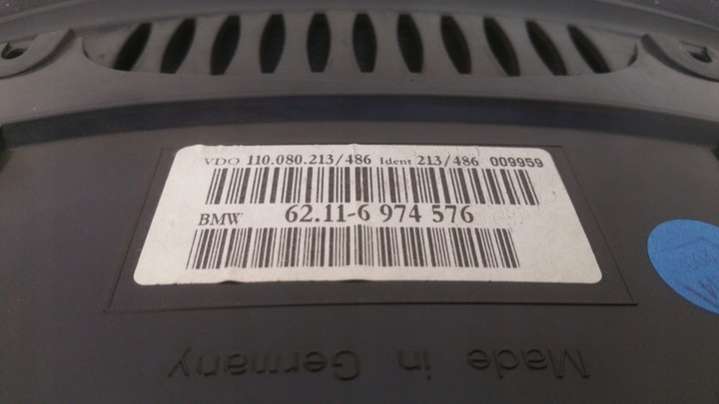 VDO 110.080.213/486 Ident 213/486 009959
BMW 62.11-6 974 576
Made in Germany